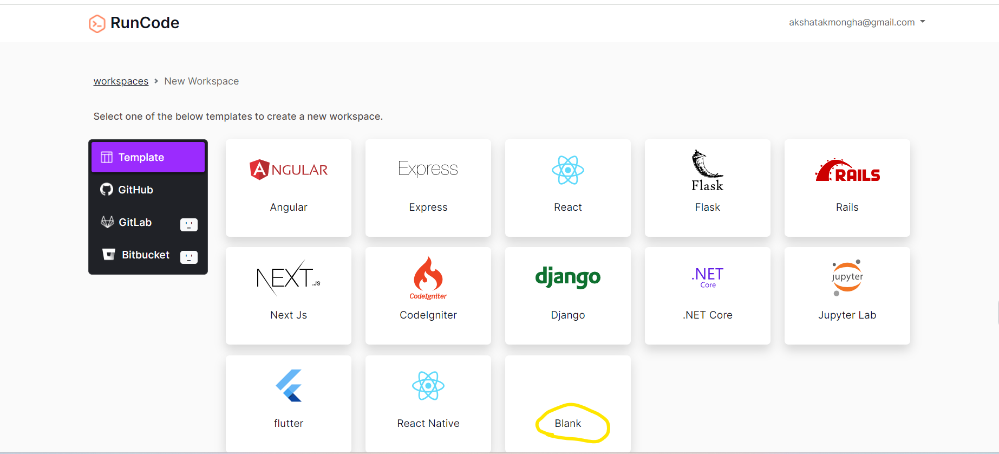 RunCode
akshatakmongha@gmail.com
workspaces > New Workspace
Select one of the below templates to create a new workspace.
Template
GitHub
GitLab
Bitbucket
ANGULAR
Angular
Express
Express
React
Flask
Flask
RAILS
Rails
NEXT.JS
Next Js
CodeIgniter
CodeIgniter
django
Django
.NET
Core
.NET Core
jupyter
Jupyter Lab
flutter
React Native
Blank